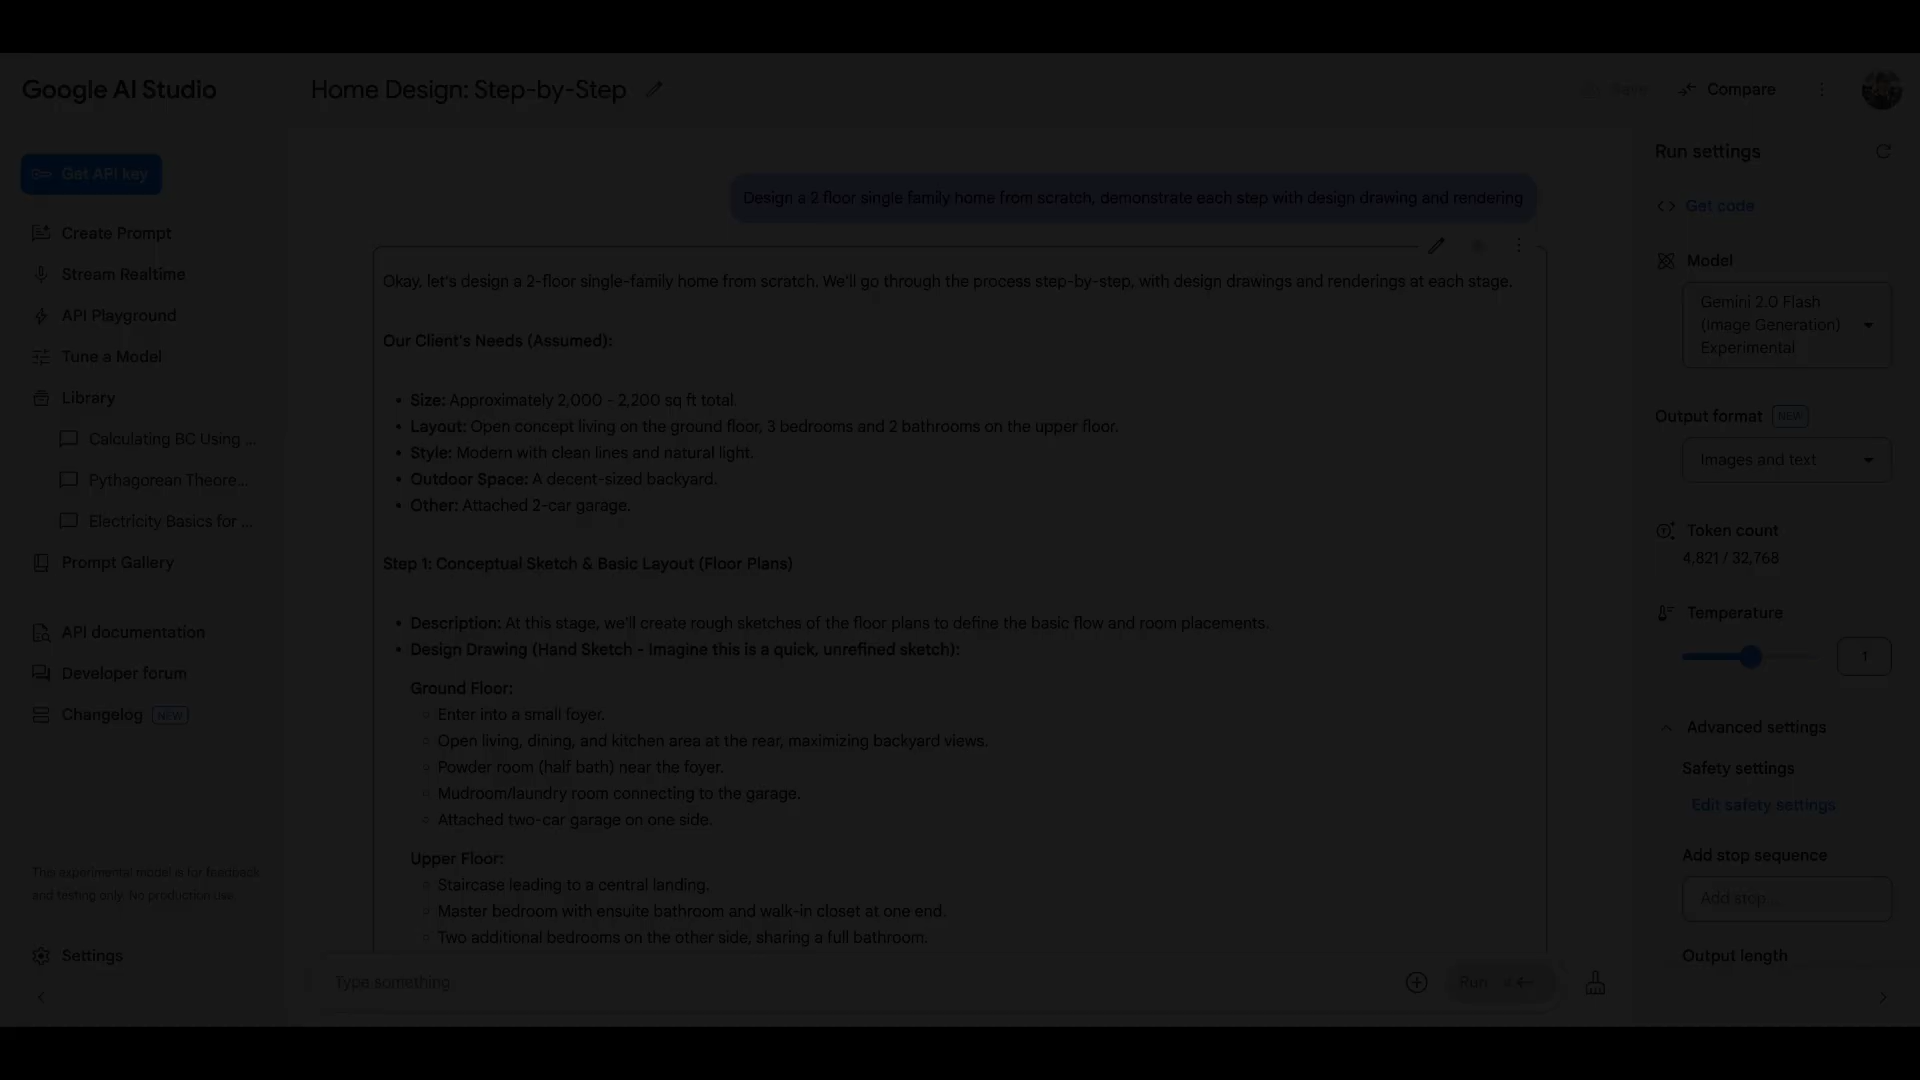 Google AI Studio
Home Design: Step-by-Step
Save
Compare
Get API key
Create Prompt
Stream Realtime
API Playground
Tune a Model
Library
Calculating BC Using ...
Pythagorean Theore...
Electricity Basics for ...
Prompt Gallery
API documentation
Developer forum
Changelog NEW
This experimental model is for feedback
and testing only. No production use.
Settings
Design a 2 floor single family home from scratch, demonstrate each step with design drawing and rendering
Okay, let's design a 2-floor single-family home from scratch. We'll go through the process step-by-step, with design drawings and renderings at each stage.
Our Client's Needs (Assumed):
• Size: Approximately 2,000 - 2,200 sq ft total.
• Layout: Open concept living on the ground floor, 3 bedrooms and 2 bathrooms on the upper floor.
• Style: Modern with clean lines and natural light.
• Outdoor Space: A decent-sized backyard.
• Other: Attached 2-car garage.
Step 1: Conceptual Sketch & Basic Layout (Floor Plans)
• Description: At this stage, we'll create rough sketches of the floor plans to define the basic flow and room placements.
• Design Drawing (Hand Sketch - Imagine this is a quick, unrefined sketch):
Ground Floor:
○ Enter into a small foyer.
○ Open living, dining, and kitchen area at the rear, maximizing backyard views.
○ Powder room (half bath) near the foyer.
○ Mudroom/laundry room connecting to the garage.
○ Attached two-car garage on one side.
Upper Floor:
○ Staircase leading to a central landing.
○ Master bedroom with ensuite bathroom and walk-in closet at one end.
○ Two additional bedrooms on the other side, sharing a full bathroom.
Type something
Run
Run settings
Get code
Model
Gemini 2.0 Flash
(Image Generation)
Experimental
Output format NEW
Images and text
Token count
4,821 / 32,768
Temperature
1
Advanced settings
Safety settings
Edit safety settings
Add stop sequence
Add stop...
Output length